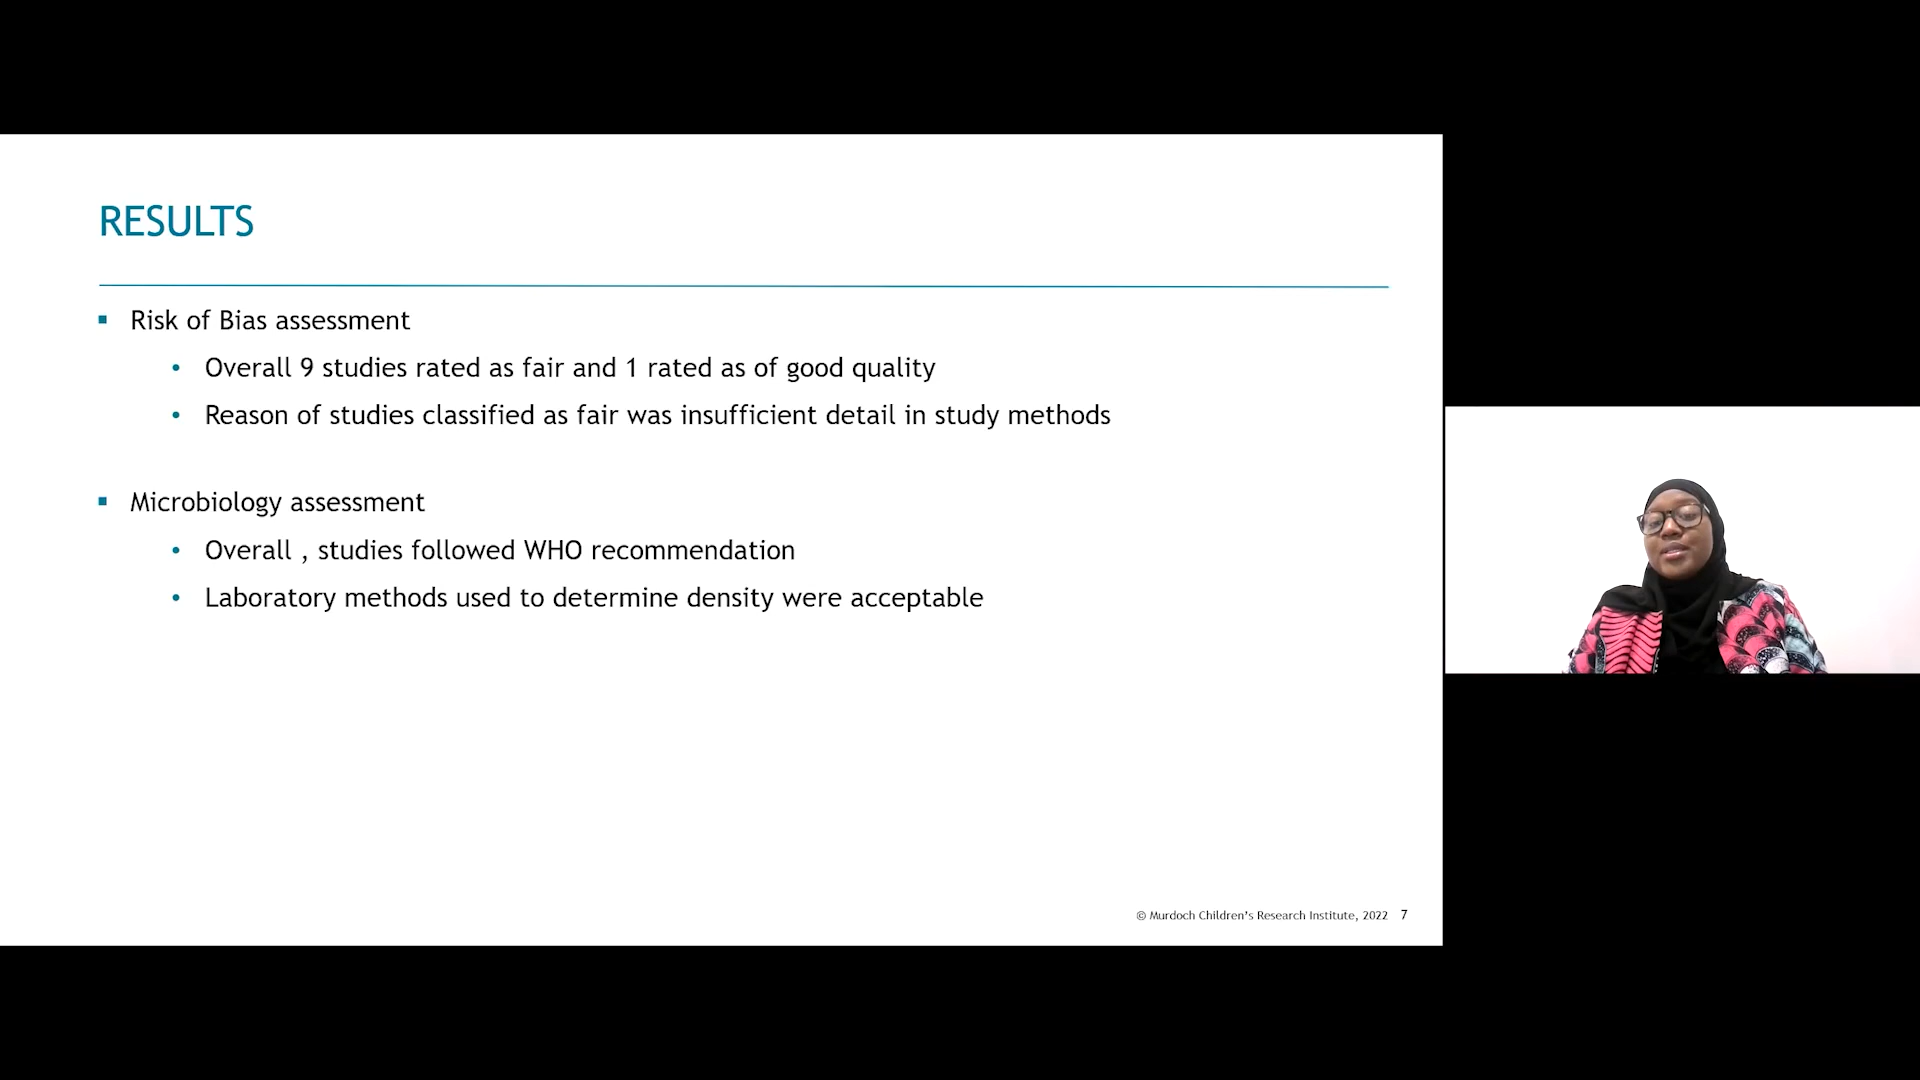 RESULTS
Risk of Bias assessment
Overall 9 studies rated as fair and 1 rated as of good quality
Reason of studies classified as fair was insufficient detail in study methods
Microbiology assessment
Overall , studies followed WHO recommendation
Laboratory methods used to determine density were acceptable
© Murdoch Children's Research Institute, 2022 7